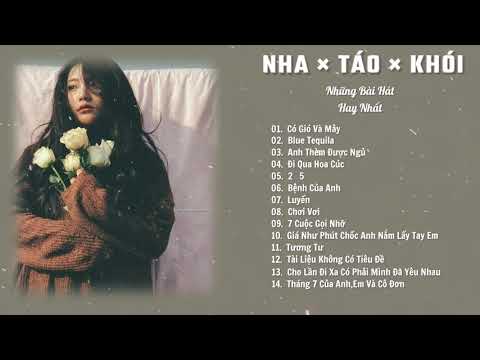 NHA × TÁO × KHÓI
Những Bài Hát
Hay Nhất
01. Có Gió Và Mây
02. Blue Tequila
03. Anh Thèm Được Ngủ
04. Đi Qua Hoa Cúc
05. 2 5
06. Bệnh Của Anh
07. Luyến
08. Chơi Vơi
09. 7 Cuộc Gọi Nhỡ
10. Giá Như Phút Chốc Anh Nắm Lấy Tay Em
11. Tương Tư
12. Tài Liệu Không Có Tiêu Đề
13. Cho Lần Đi Xa Có Phải Mình Đã Yêu Nhau
14. Tháng 7 Của Anh,Em Và Cô Đơn